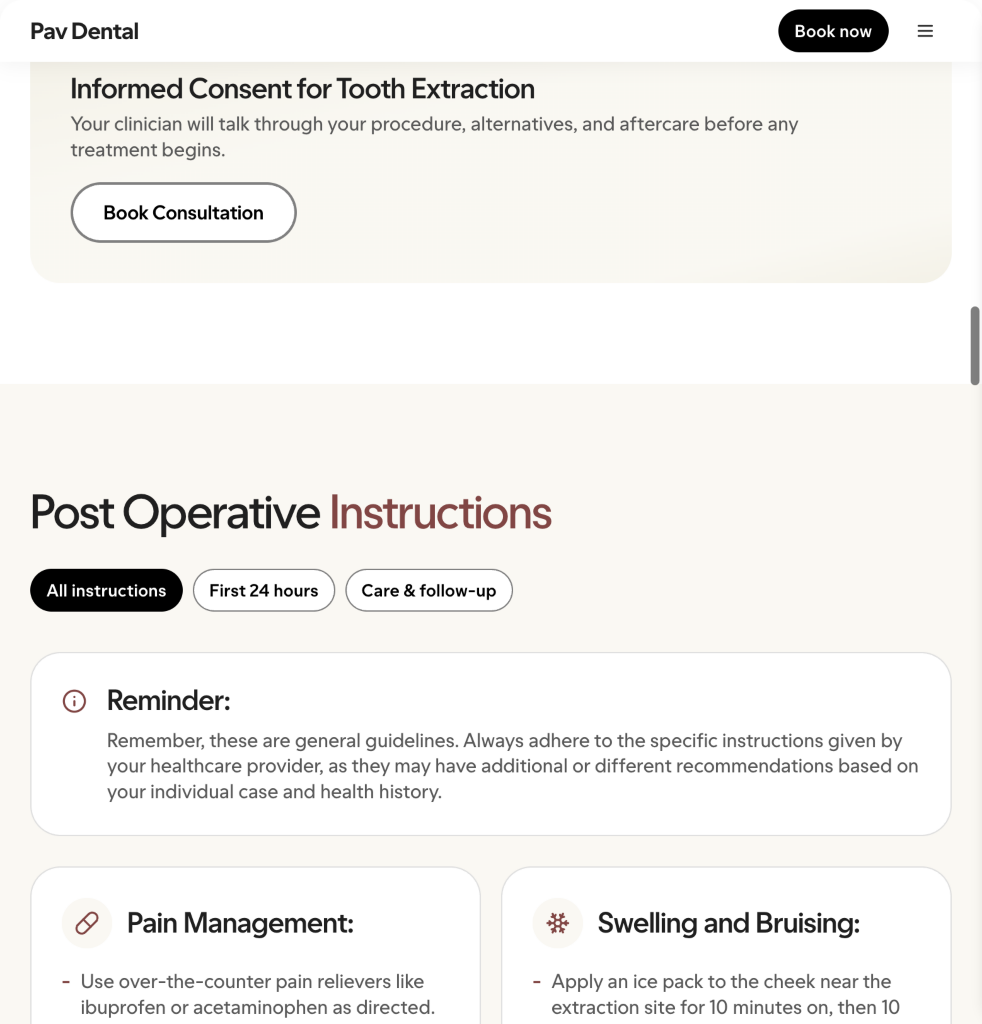 Pav Dental
Book now
Informed Consent for Tooth Extraction
Your clinician will talk through your procedure, alternatives, and aftercare before any
treatment begins.
Book Consultation
Post Operative Instructions
All instructions
First 24 hours
Care & follow-up
Reminder:
Remember, these are general guidelines. Always adhere to the specific instructions given by
your healthcare provider, as they may have additional or different recommendations based on
your individual case and health history.
Pain Management:
- Use over-the-counter pain relievers like
ibuprofen or acetaminophen as directed.
Swelling and Bruising:
- Apply an ice pack to the cheek near the
extraction site for 10 minutes on, then 10